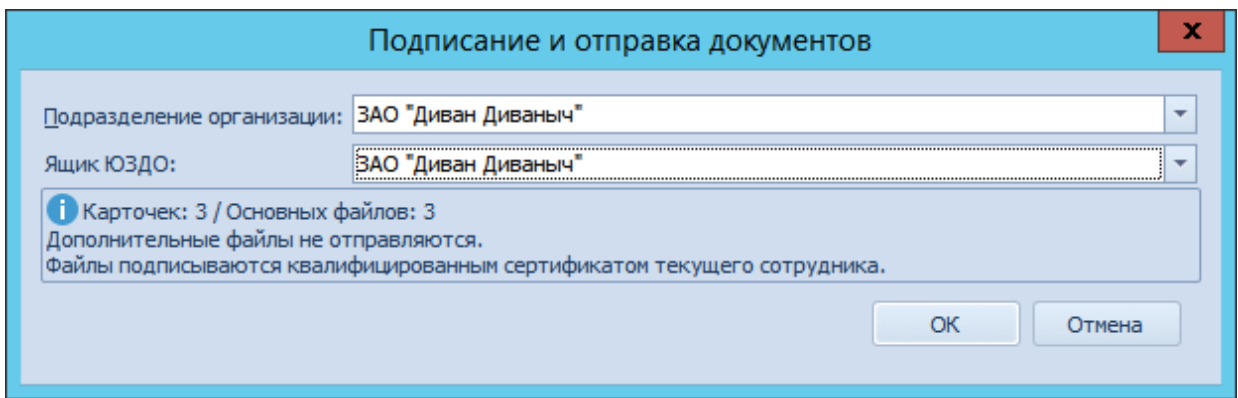 Подписание и отправка документов
x
Подразделение организации: ЗАО "Диван Диваныч"
Ящик ЮЗДО: ЗАО "Диван Диваныч"
Карточек: 3 / Основных файлов: 3
Дополнительные файлы не отправляются.
Файлы подписываются квалифицированным сертификатом текущего сотрудника.
ОК Отмена